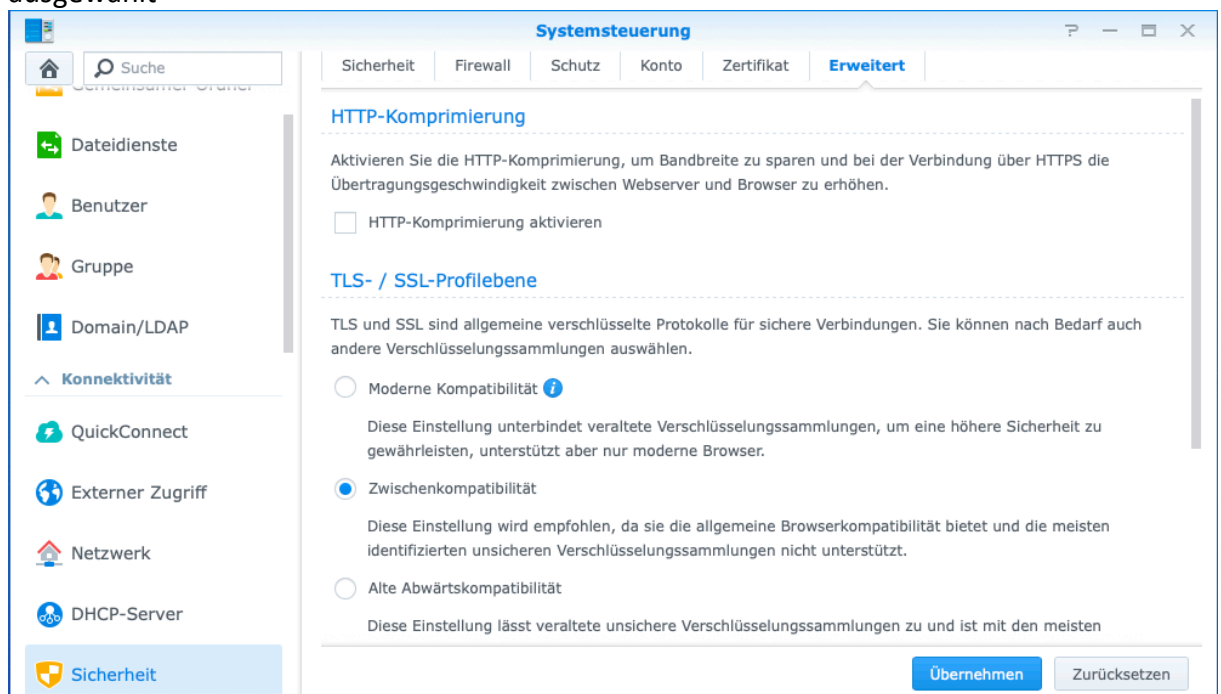 ausgewählt
Systemsteuerung
Suche
Sicherheit Firewall Schutz Konto Zertifikat Erweitert
Gemeinsamer Ordner
Dateidienste
Benutzer
Gruppe
Domain/LDAP
Konnektivität
QuickConnect
Externer Zugriff
Netzwerk
DHCP-Server
Sicherheit
HTTP-Komprimierung
Aktivieren Sie die HTTP-Komprimierung, um Bandbreite zu sparen und bei der Verbindung über HTTPS die
Übertragungsgeschwindigkeit zwischen Webserver und Browser zu erhöhen.
HTTP-Komprimierung aktivieren
TLS- / SSL-Profilebene
TLS und SSL sind allgemeine verschlüsselte Protokolle für sichere Verbindungen. Sie können nach Bedarf auch
andere Verschlüsselungssammlungen auswählen.
Moderne Kompatibilität
Diese Einstellung unterbindet veraltete Verschlüsselungssammlungen, um eine höhere Sicherheit zu
gewährleisten, unterstützt aber nur moderne Browser.
Zwischenkompatibilität
Diese Einstellung wird empfohlen, da sie die allgemeine Browserkompatibilität bietet und die meisten
identifizierten unsicheren Verschlüsselungssammlungen nicht unterstützt.
Alte Abwärtskompatibilität
Diese Einstellung lässt veraltete unsichere Verschlüsselungssammlungen zu und ist mit den meisten
Übernehmen Zurücksetzen